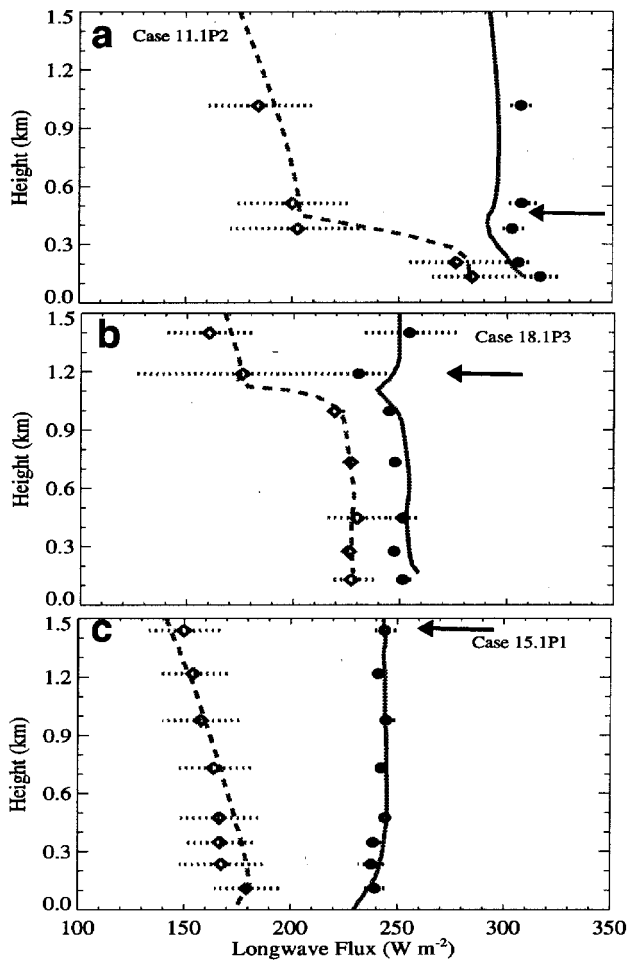 1.5
a
Case 11.1P2
1.2
0.9
Height (km)
0.6
0.3
0.0
1.5
b
Case 18.1P3
1.2
0.9
Height (km)
0.6
0.3
0.0
1.5
c
Case 15.1P1
1.2
0.9
Height (km)
0.6
0.3
0.0
100 150 200 250 300 350
Longwave Flux (W m⁻²)